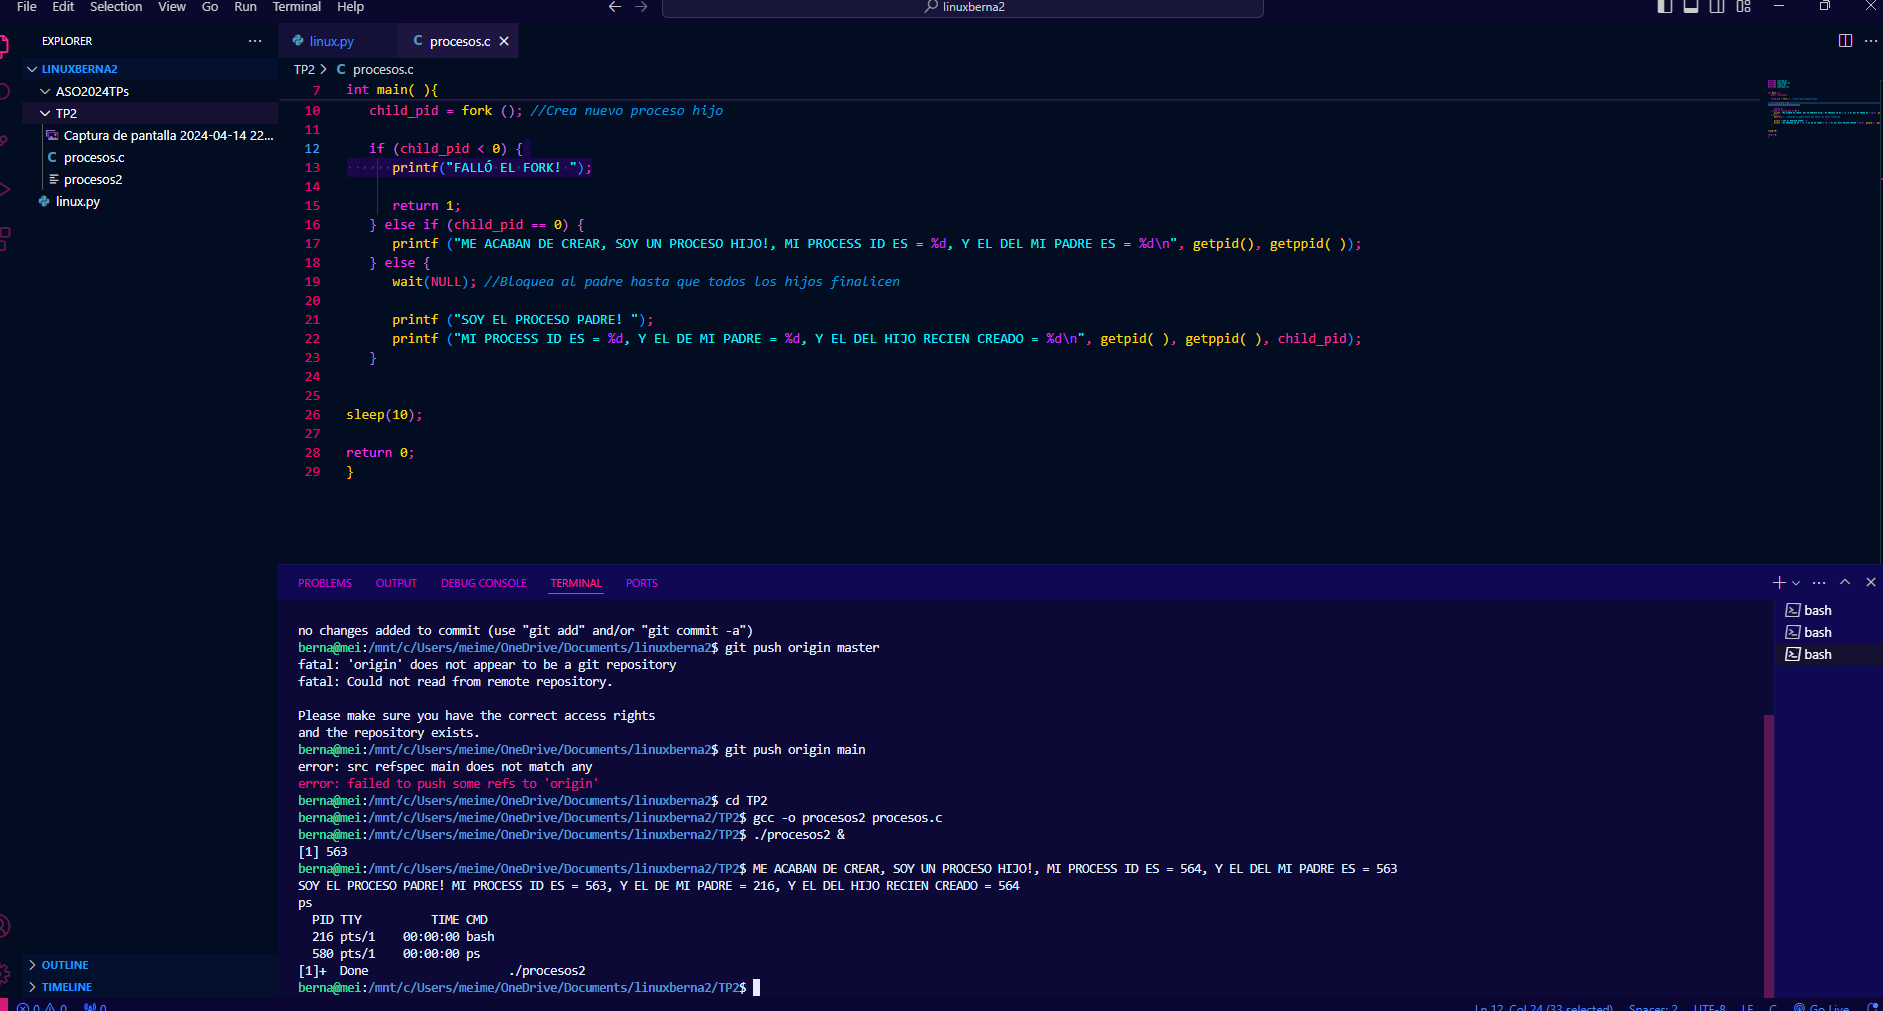 File Edit Selection View Go Run Terminal Help
linuxberna2
EXPLORER
LINUXBERNA2
ASO2024TPs
TP2
Captura de pantalla 2024-04-14 22...
C procesos.c
procesos2
linux.py
OUTLINE
TIMELINE
linux.py
C procesos.c
TP2 > C procesos.c
7 int main( ){
10 child_pid = fork (); //Crea nuevo proceso hijo
11
12 if (child_pid < 0) {
13 printf("FALLÓ EL FORK! ");
14
15 return 1;
16 } else if (child_pid == 0) {
17 printf ("ME ACABAN DE CREAR, SOY UN PROCESO HIJO!, MI PROCESS ID ES = %d, Y EL DEL MI PADRE ES = %d\n", getpid(), getppid( ));
18 } else {
19 wait(NULL); //Bloquea al padre hasta que todos los hijos finalicen
20
21 printf ("SOY EL PROCESO PADRE! ");
22 printf ("MI PROCESS ID ES = %d, Y EL DE MI PADRE = %d, Y EL DEL HIJO RECIEN CREADO = %d\n", getpid( ), getppid( ), child_pid);
23 }
24
25
26 sleep(10);
27
28 return 0;
29 }
PROBLEMS OUTPUT DEBUG CONSOLE TERMINAL PORTS
no changes added to commit (use "git add" and/or "git commit -a")
berna@mei:/mnt/c/Users/meime/OneDrive/Documents/linuxberna2$ git push origin master
fatal: 'origin' does not appear to be a git repository
fatal: Could not read from remote repository.
Please make sure you have the correct access rights
and the repository exists.
berna@mei:/mnt/c/Users/meime/OneDrive/Documents/linuxberna2$ git push origin main
error: src refspec main does not match any
error: failed to push some refs to 'origin'
berna@mei:/mnt/c/Users/meime/OneDrive/Documents/linuxberna2$ cd TP2
berna@mei:/mnt/c/Users/meime/OneDrive/Documents/linuxberna2/TP2$ gcc -o procesos2 procesos.c
berna@mei:/mnt/c/Users/meime/OneDrive/Documents/linuxberna2/TP2$ ./procesos2 &
[1] 563
berna@mei:/mnt/c/Users/meime/OneDrive/Documents/linuxberna2/TP2$ ME ACABAN DE CREAR, SOY UN PROCESO HIJO!, MI PROCESS ID ES = 564, Y EL DEL MI PADRE ES = 563
SOY EL PROCESO PADRE! MI PROCESS ID ES = 563, Y EL DE MI PADRE = 216, Y EL DEL HIJO RECIEN CREADO = 564
ps
PID TTY TIME CMD
216 pts/1 00:00:00 bash
580 pts/1 00:00:00 ps
[1]+ Done ./procesos2
berna@mei:/mnt/c/Users/meime/OneDrive/Documents/linuxberna2/TP2$
bash
bash
bash
0 0 0
Ln 12, Col 24 (33 selected) Spaces: 2 UTF-8 LF C Go Live